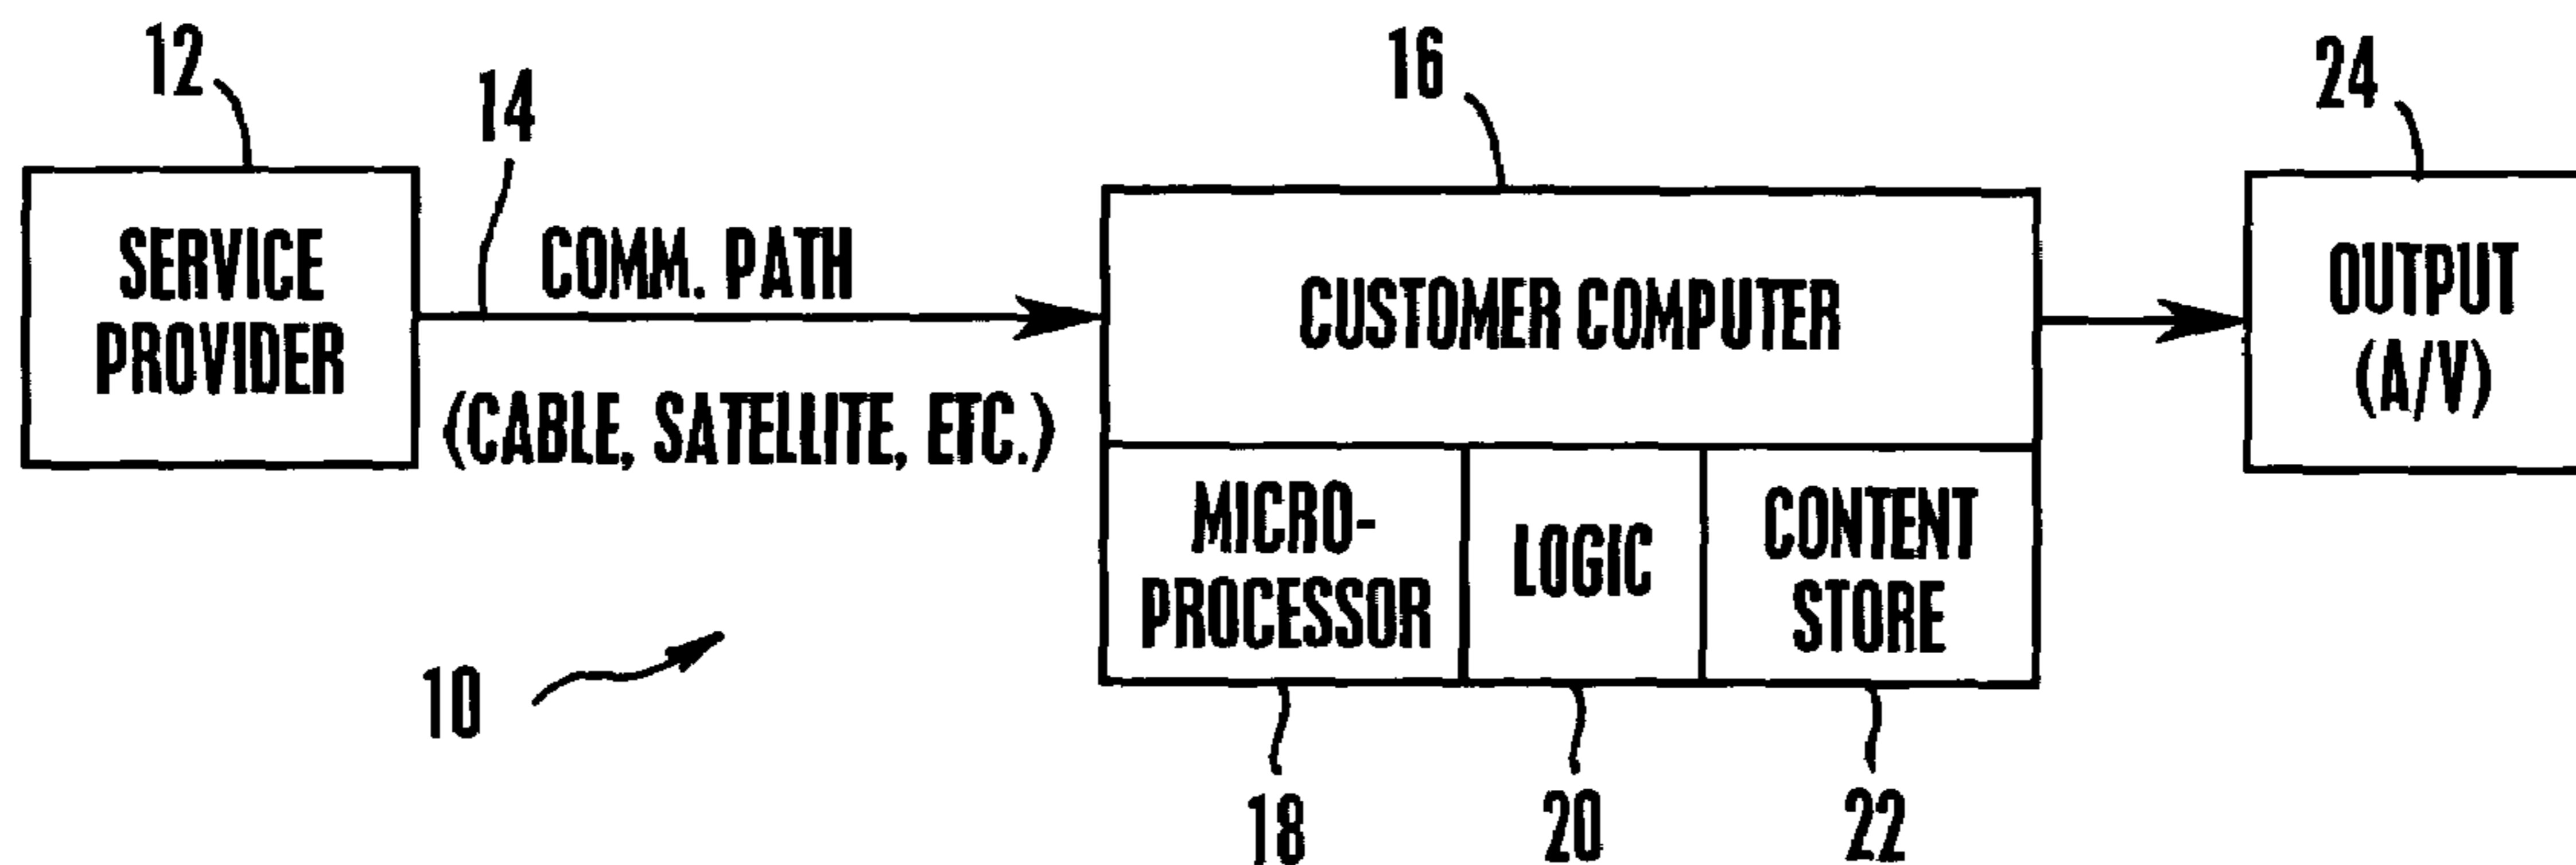 12
14
16
24
SERVICE
PROVIDER
COMM. PATH
(CABLE, SATELLITE, ETC.)
CUSTOMER COMPUTER
OUTPUT
(A/V)
MICRO-
PROCESSOR
LOGIC
CONTENT
STORE
10
18
20
22